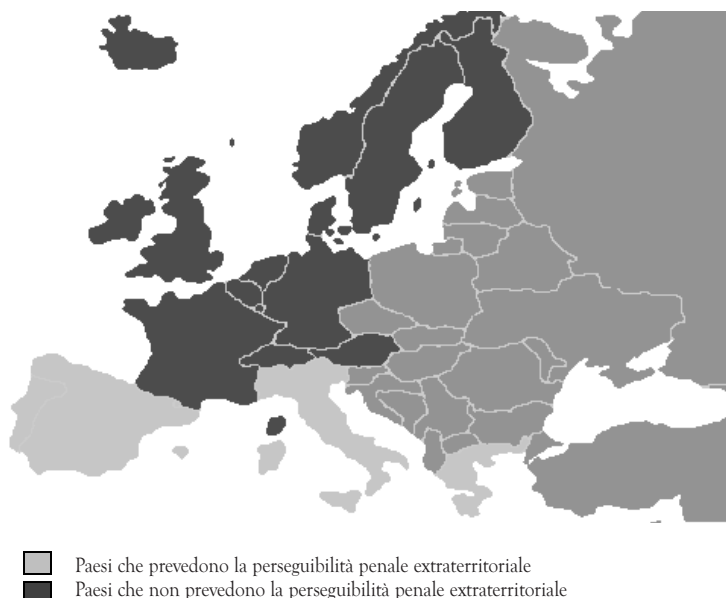 Paesi che prevedono la perseguibilità penale extraterritoriale
Paesi che non prevedono la perseguibilità penale extraterritoriale